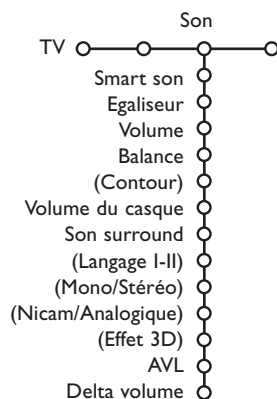 Son
TV
Smart son
Egaliseur
Volume
Balance
(Contour)
Volume du casque
Son surround
(Langage I-II)
(Mono/Stéréo)
(Nicam/Analogique)
(Effet 3D)
AVL
Delta volume